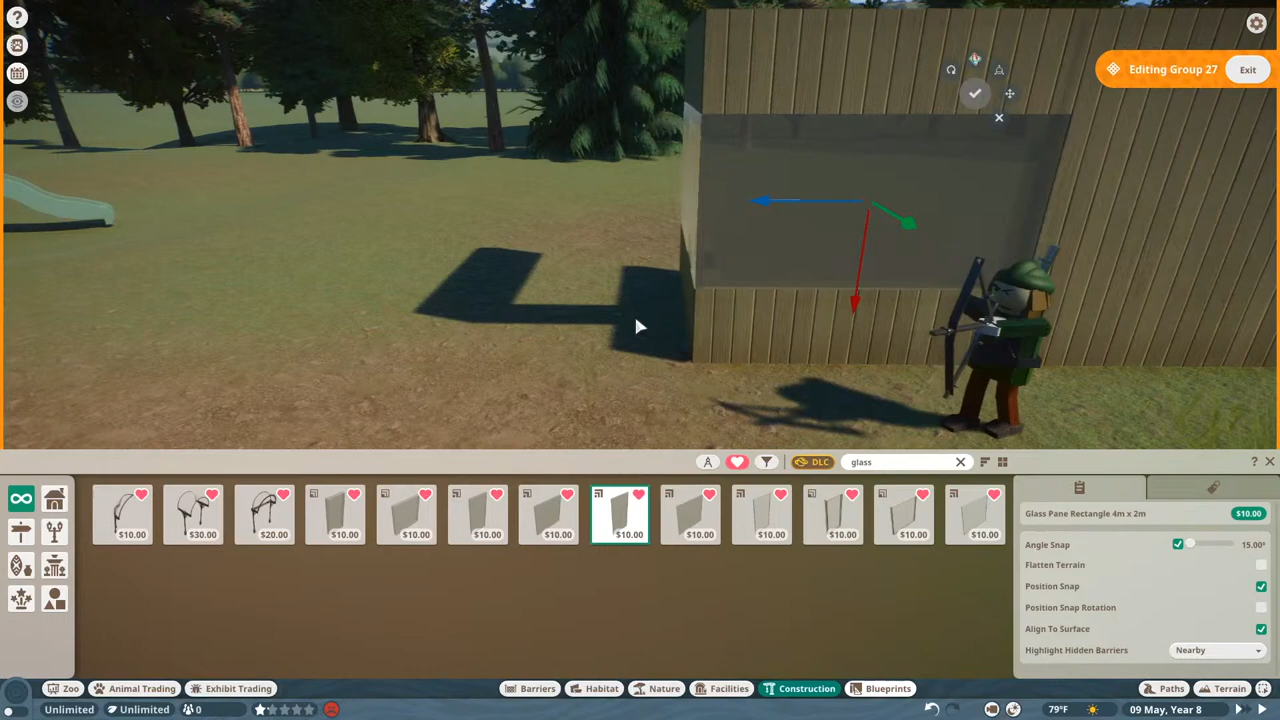 Editing Group 27
Exit
DLC
glass
$10.00
$30.00
$20.00
$10.00
$10.00
$10.00
$10.00
$10.00
$10.00
$10.00
$10.00
$10.00
$10.00
Glass Pane Rectangle 4m x 2m
$10.00
Angle Snap
15.00°
Flatten Terrain
Position Snap
Position Snap Rotation
Align To Surface
Highlight Hidden Barriers
Nearby
Zoo
Animal Trading
Exhibit Trading
Barriers
Habitat
Nature
Facilities
Construction
Blueprints
Paths
Terrain
Unlimited
Unlimited
0
79°F
09 May, Year 8